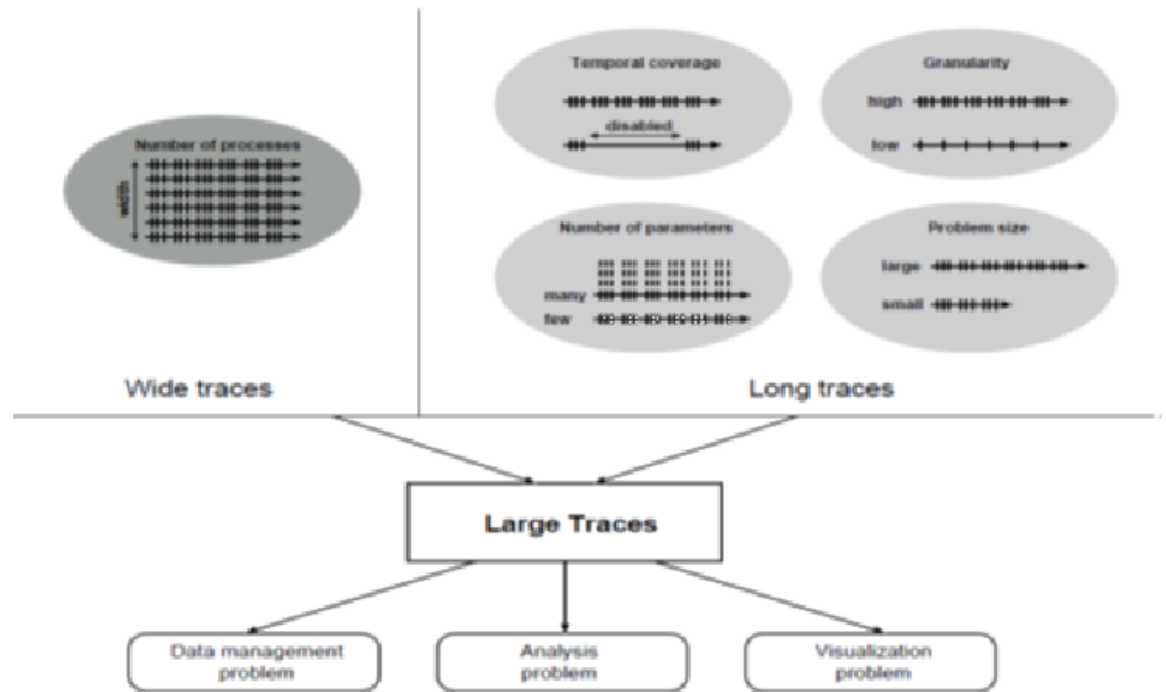 Number of processes
width
Wide traces
Temporal coverage
disabled
Granularity
high
low
Number of parameters
many
few
Problem size
large
small
Long traces
Large Traces
Data management
problem
Analysis
problem
Visualization
problem